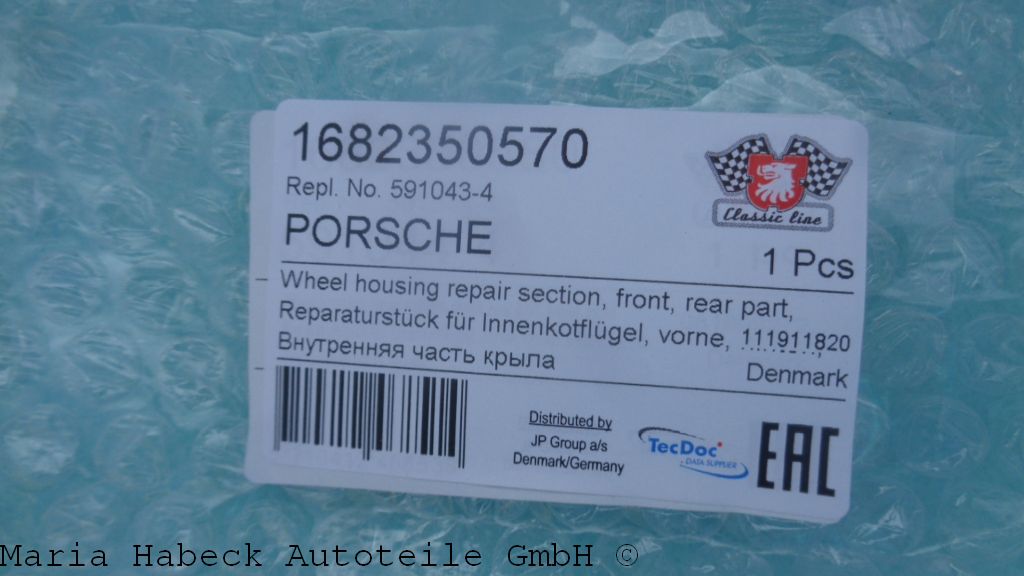 1682350570
Repl. No. 591043-4
PORSCHE
Classic line
1 Pcs
Wheel housing repair section, front, rear part,
Reparaturstück für Innenkotflügel, vorne, 111911820
Внутренняя часть крыла
Denmark
Distributed by
JP Group a/s
Denmark/Germany
TecDoc
DATA SUPPLIER
EAC
Maria Habeck Autoteile GmbH ©